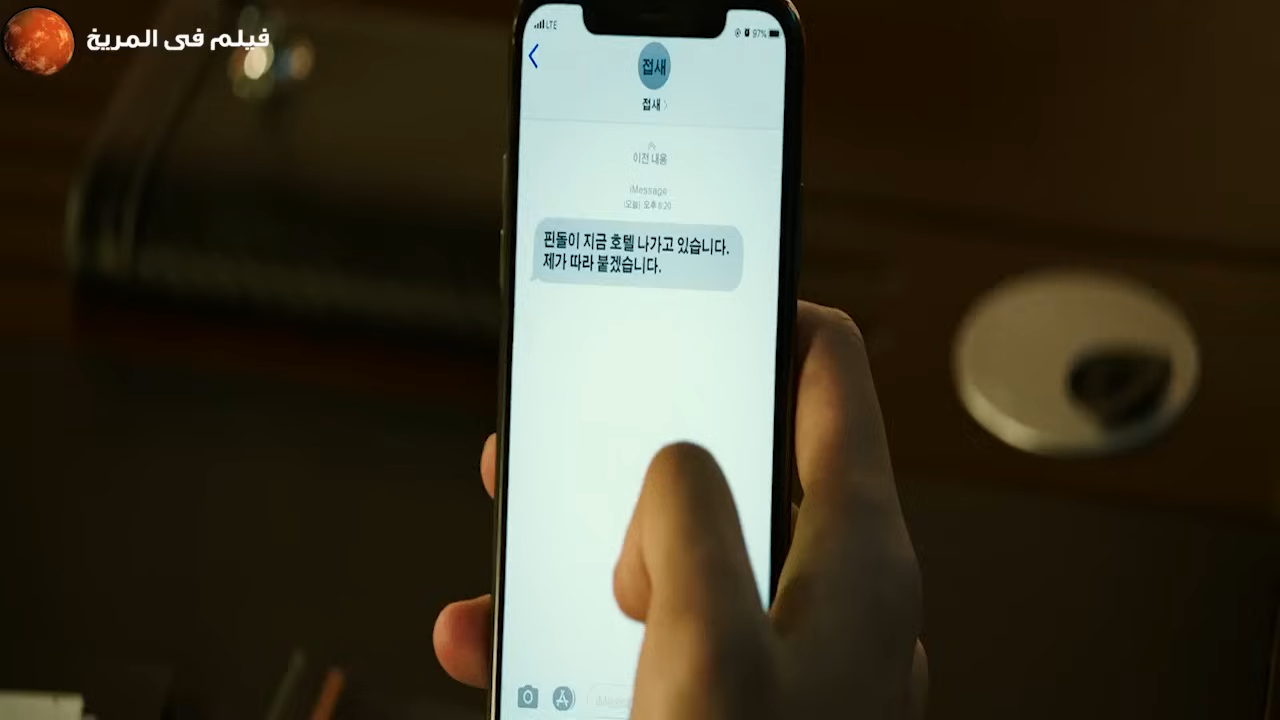 فيلم فى المريخ
LTE
97%
접새
접새
이전 내용
iMessage
(오늘) 오후 8:20
핀돌이 지금 호텔 나가고 있습니다.
제가 따라 붙겠습니다.